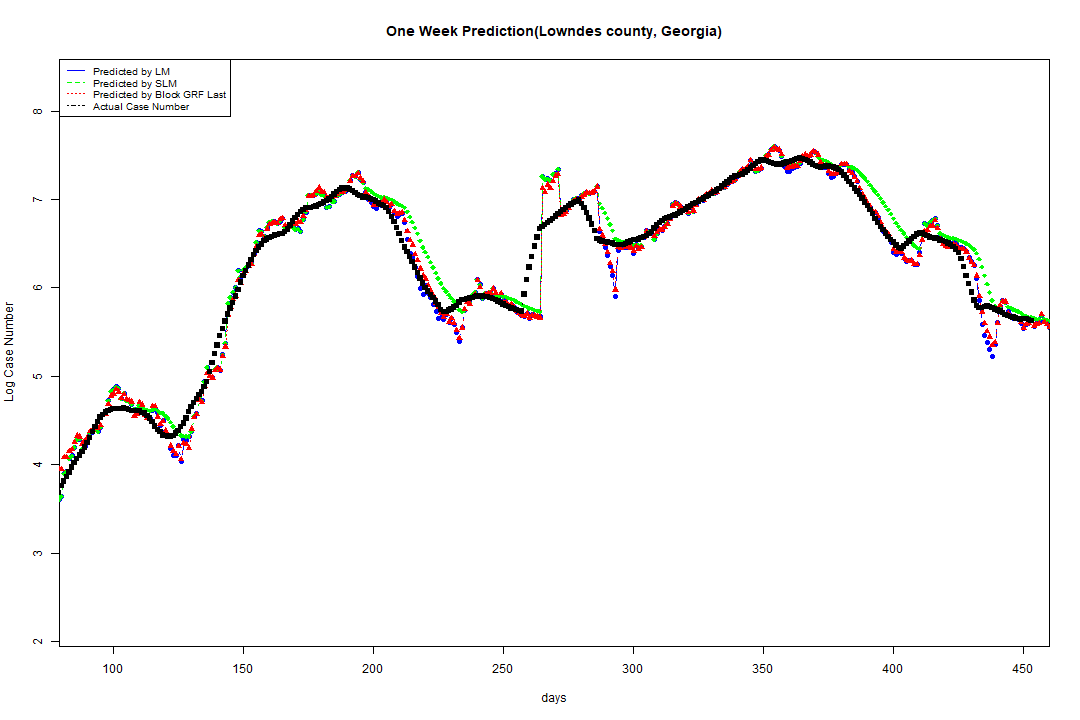 One Week Prediction(Lowndes county, Georgia)
Predicted by LM
Predicted by SLM
Predicted by Block GRF Last
Actual Case Number
8
7
6
5
4
3
2
Log Case Number
100 150 200 250 300 350 400 450
days